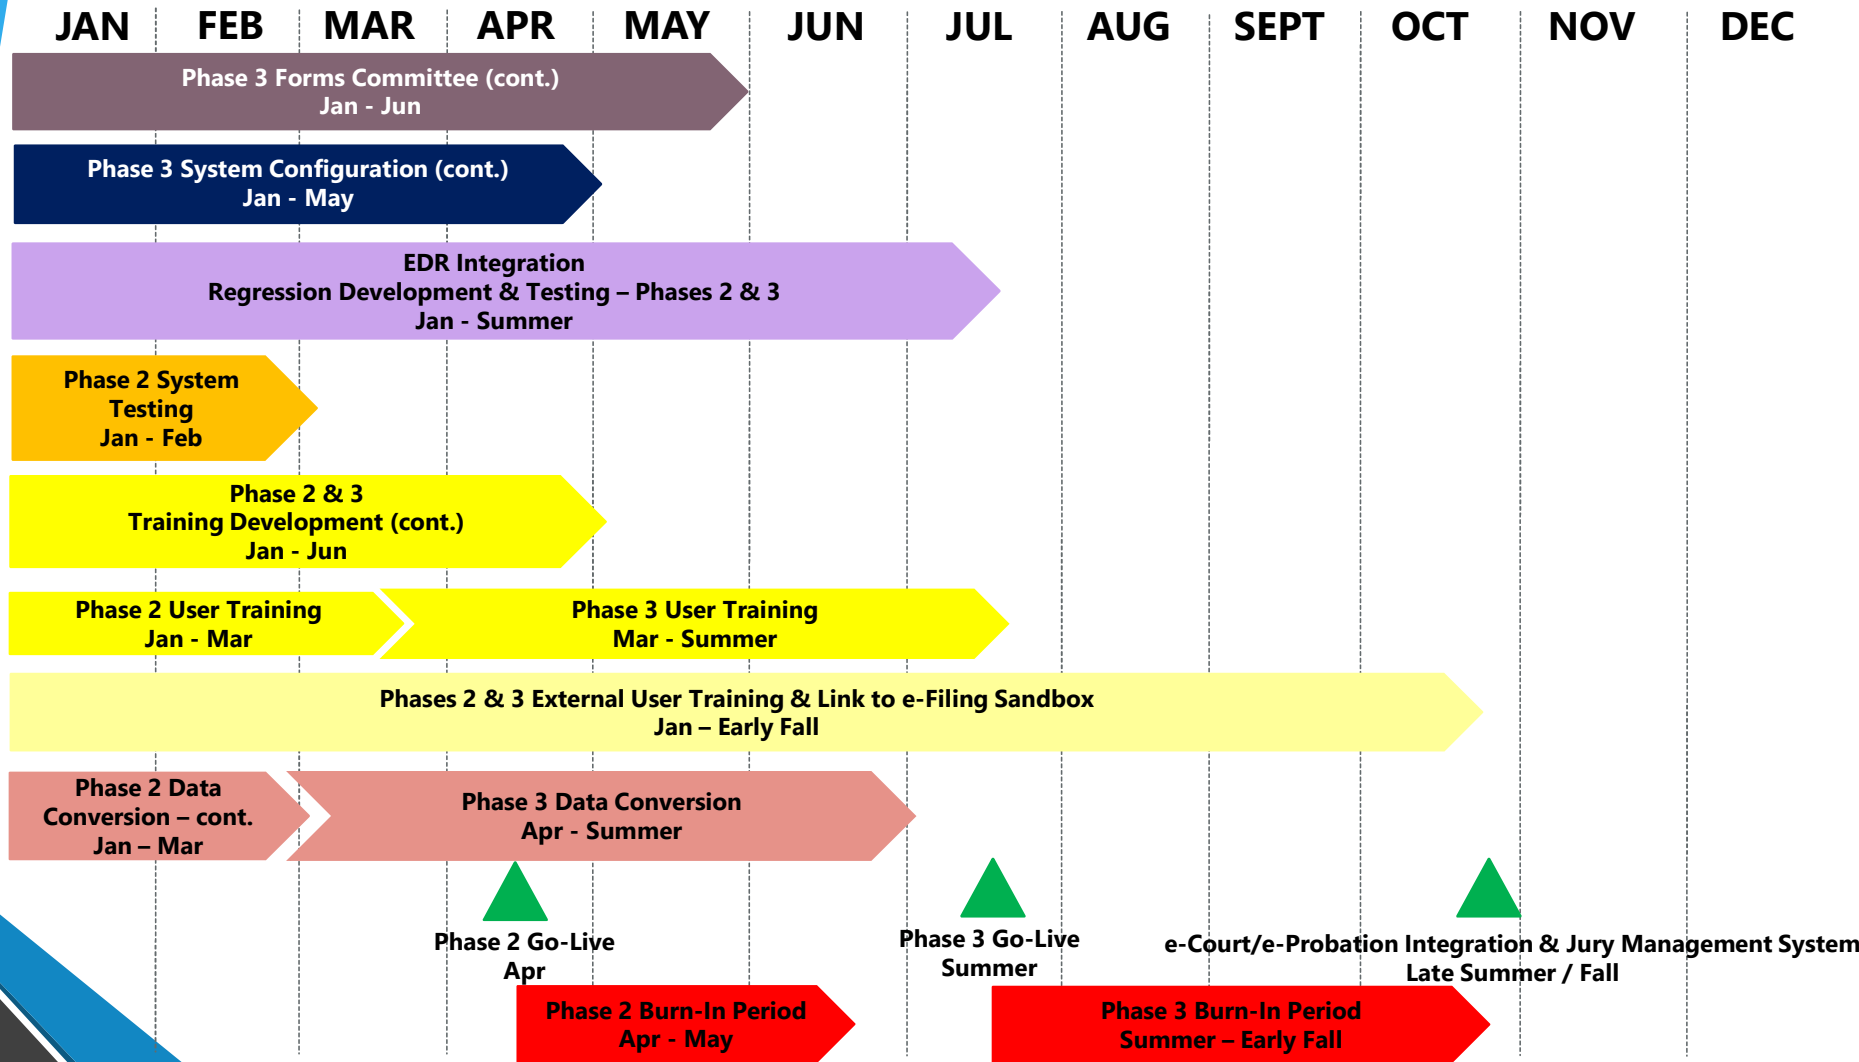 JAN FEB MAR APR MAY JUN JUL AUG SEPT OCT NOV DEC
Phase 3 Forms Committee (cont.)
Jan - Jun
Phase 3 System Configuration (cont.)
Jan - May
EDR Integration
Regression Development & Testing – Phases 2 & 3
Jan - Summer
Phase 2 System
Testing
Jan - Feb
Phase 2 & 3
Training Development (cont.)
Jan - Jun
Phase 2 User Training
Jan - Mar
Phase 3 User Training
Mar - Summer
Phases 2 & 3 External User Training & Link to e-Filing Sandbox
Jan – Early Fall
Phase 2 Data
Conversion – cont.
Jan – Mar
Phase 3 Data Conversion
Apr - Summer
Phase 2 Go-Live
Apr
Phase 3 Go-Live
Summer
e-Court/e-Probation Integration & Jury Management System
Late Summer / Fall
Phase 2 Burn-In Period
Apr - May
Phase 3 Burn-In Period
Summer – Early Fall